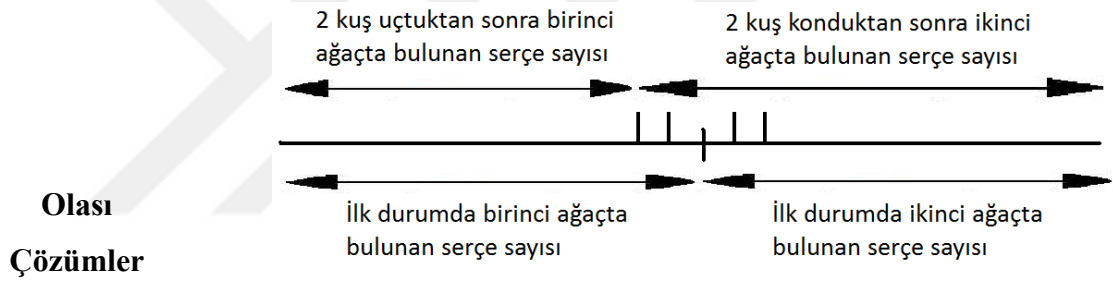 2 kuş uçtuktan sonra birinci
ağaçta bulunan serçe sayısı
2 kuş konduktan sonra ikinci
ağaçta bulunan serçe sayısı
Olası
Çözümler
İlk durumda birinci ağaçta
bulunan serçe sayısı
İlk durumda ikinci ağaçta
bulunan serçe sayısı